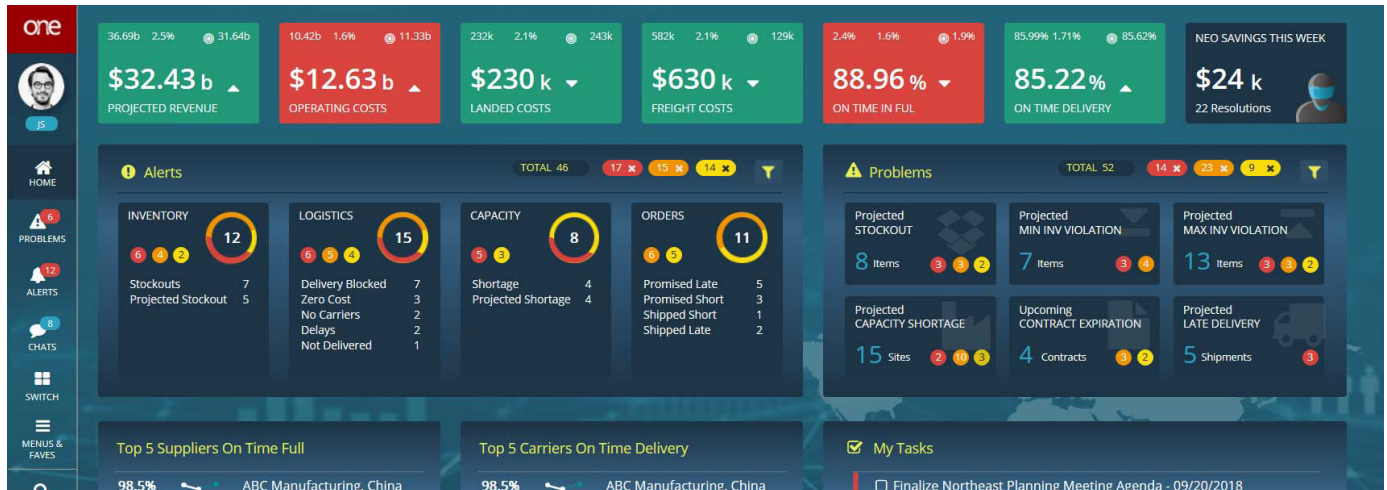 one
JS
HOME
6
PROBLEMS
12
ALERTS
8
CHATS
SWITCH
MENUS &
FAVES
36.69b 2.5% 31.64b
$32.43 b
PROJECTED REVENUE
10.42b 1.6% 11.33b
$12.63 b
OPERATING COSTS
232k 2.1% 243k
$230 k
LANDED COSTS
582k 2.1% 129k
$630 k
FREIGHT COSTS
2.4% 1.6% 1.9%
88.96 %
ON TIME IN FUL
85.99% 1.71% 85.62%
85.22%
ON TIME DELIVERY
NEO SAVINGS THIS WEEK
$24 k
22 Resolutions
Alerts TOTAL 46 17 x 15 x 14 x
INVENTORY
12
6 4 2
Stockouts 7
Projected Stockout 5
LOGISTICS
15
6 5 4
Delivery Blocked 7
Zero Cost 3
No Carriers 2
Delays 2
Not Delivered 1
CAPACITY
8
5 3
Shortage 4
Projected Shortage 4
ORDERS
11
6 5
Promised Late 5
Promised Short 3
Shipped Short 1
Shipped Late 2
Problems TOTAL 52 14 x 23 x 9 x
Projected
STOCKOUT
8 Items 3 3 2
Projected
MIN INV VIOLATION
7 Items 3 4
Projected
MAX INV VIOLATION
13 Items 3 3 2
Projected
CAPACITY SHORTAGE
15 Sites 2 10 3
Upcoming
CONTRACT EXPIRATION
4 Contracts 3 2
Projected
LATE DELIVERY
5 Shipments 3
Top 5 Suppliers On Time Full
98.5% ABC Manufacturing, China
Top 5 Carriers On Time Delivery
98.5% ABC Manufacturing, China
My Tasks
Finalize Northeast Planning Meeting Agenda - 09/20/2018